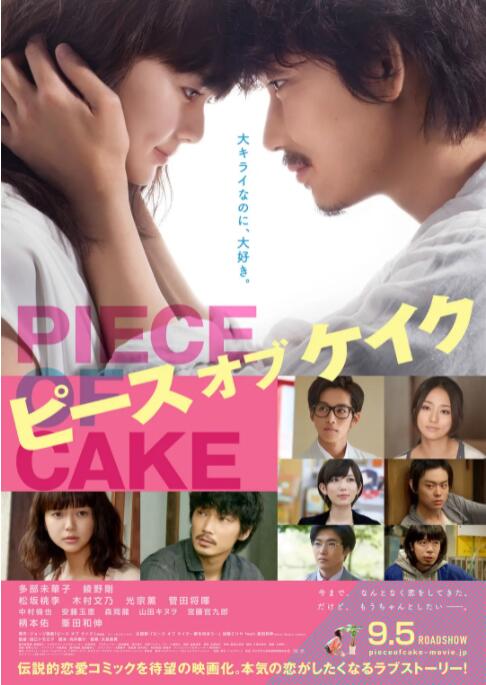 大キライなのに、大好き。
PIECE
OF
CAKE
ピース オブ ケイク
多部未華子 綾野剛
松坂桃李 木村文乃 光宗薫 菅田将暉
中村倫也 安藤玉恵 森岡龍 山田キヌヲ 宮藤官九郎
柄本佑 峯田和伸
今まで、なんとなく恋をしてきた。
だけど、もうちゃんとしたい――。
9.5 ROADSHOW
pieceofcake-movie.jp
伝説的恋愛コミックを待望の映画化。本気の恋がしたくなるラブストーリー!